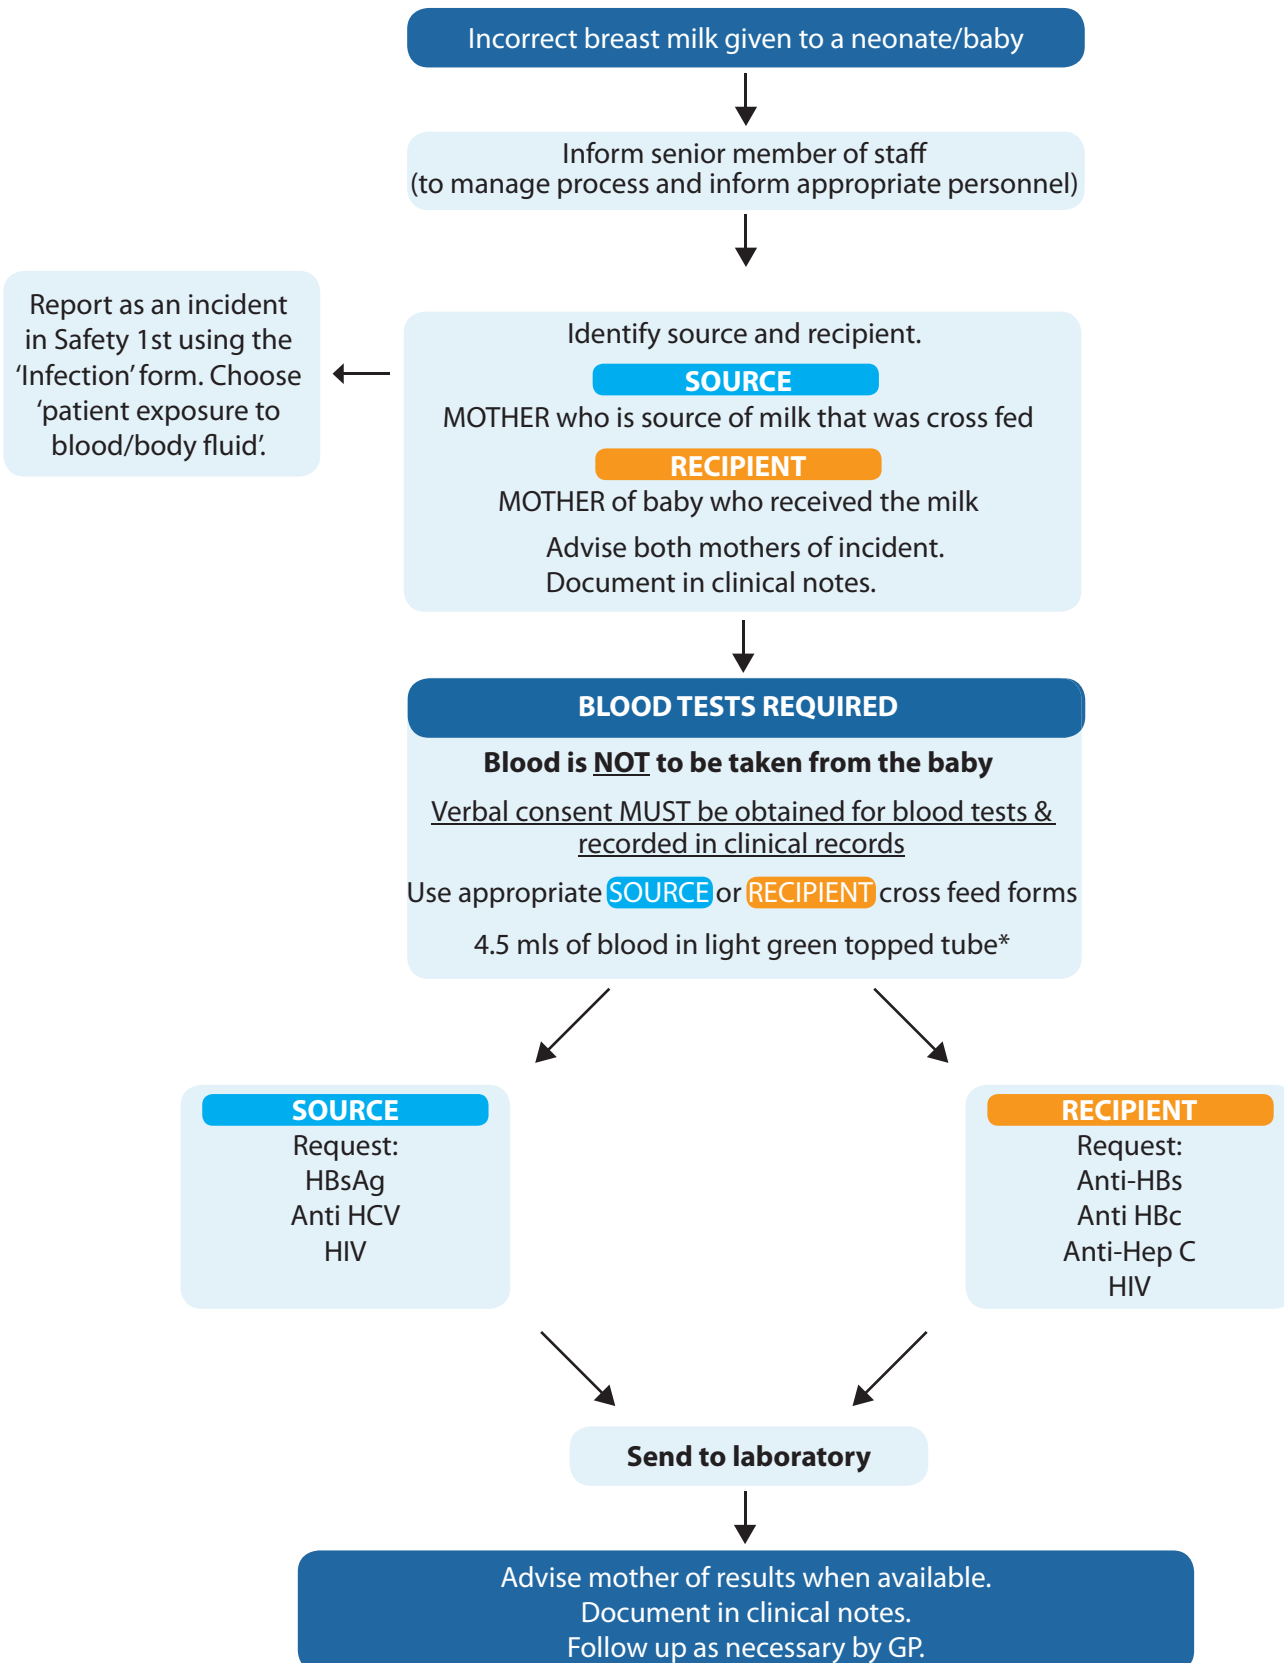 Incorrect breast milk given to a neonate/baby
Inform senior member of staff
(to manage process and inform appropriate personnel)
Report as an incident
in Safety 1st using the
‘Infection’ form. Choose
‘patient exposure to
blood/body fluid’.
Identify source and recipient.
SOURCE
MOTHER who is source of milk that was cross fed
RECIPIENT
MOTHER of baby who received the milk
Advise both mothers of incident.
Document in clinical notes.
BLOOD TESTS REQUIRED
Blood is NOT to be taken from the baby
Verbal consent MUST be obtained for blood tests &
recorded in clinical records
Use appropriate SOURCE or RECIPIENT cross feed forms
4.5 mls of blood in light green topped tube*
SOURCE
Request:
HBsAg
Anti HCV
HIV
RECIPIENT
Request:
Anti-HBs
Anti HBc
Anti-Hep C
HIV
Send to laboratory
Advise mother of results when available.
Document in clinical notes.
Follow up as necessary by GP.